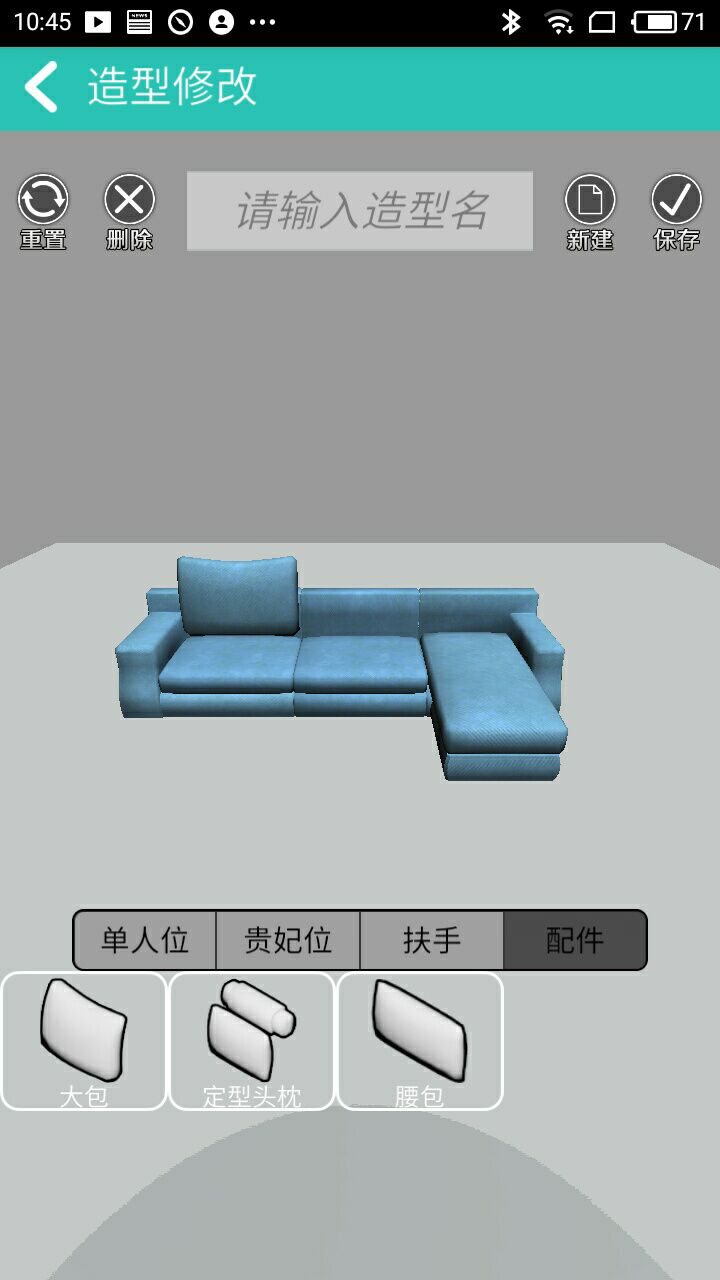 10:45
NEWS
71
造型修改
请输入造型名
重置 删除 新建 保存
单人位 贵妃位 扶手 配件
大包 定型头枕 腰包